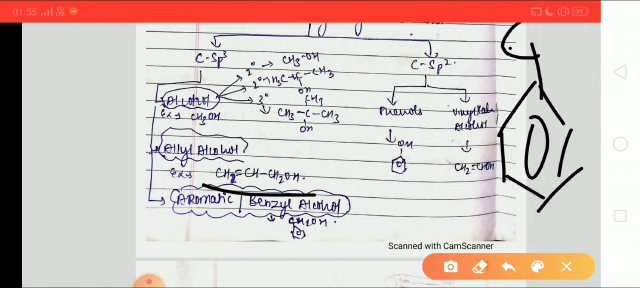 01:55
C-Sp³
C-Sp²
1° → CH₃-OH
2° → H₃C-CH-CH₃
OH
Alcohol
3°
CH₃
Ex:- CH₃OH
↓ CH₃-C-CH₃
OH
Phenols
Alcohol
↓
↓
OH
CH₂=CHOH
Allyl Alcohol
Ex:- CH₂=CH-CH₂OH.
Aromatic | Benzyl Alcohol
CH₂OH.
Scanned with CamScanner